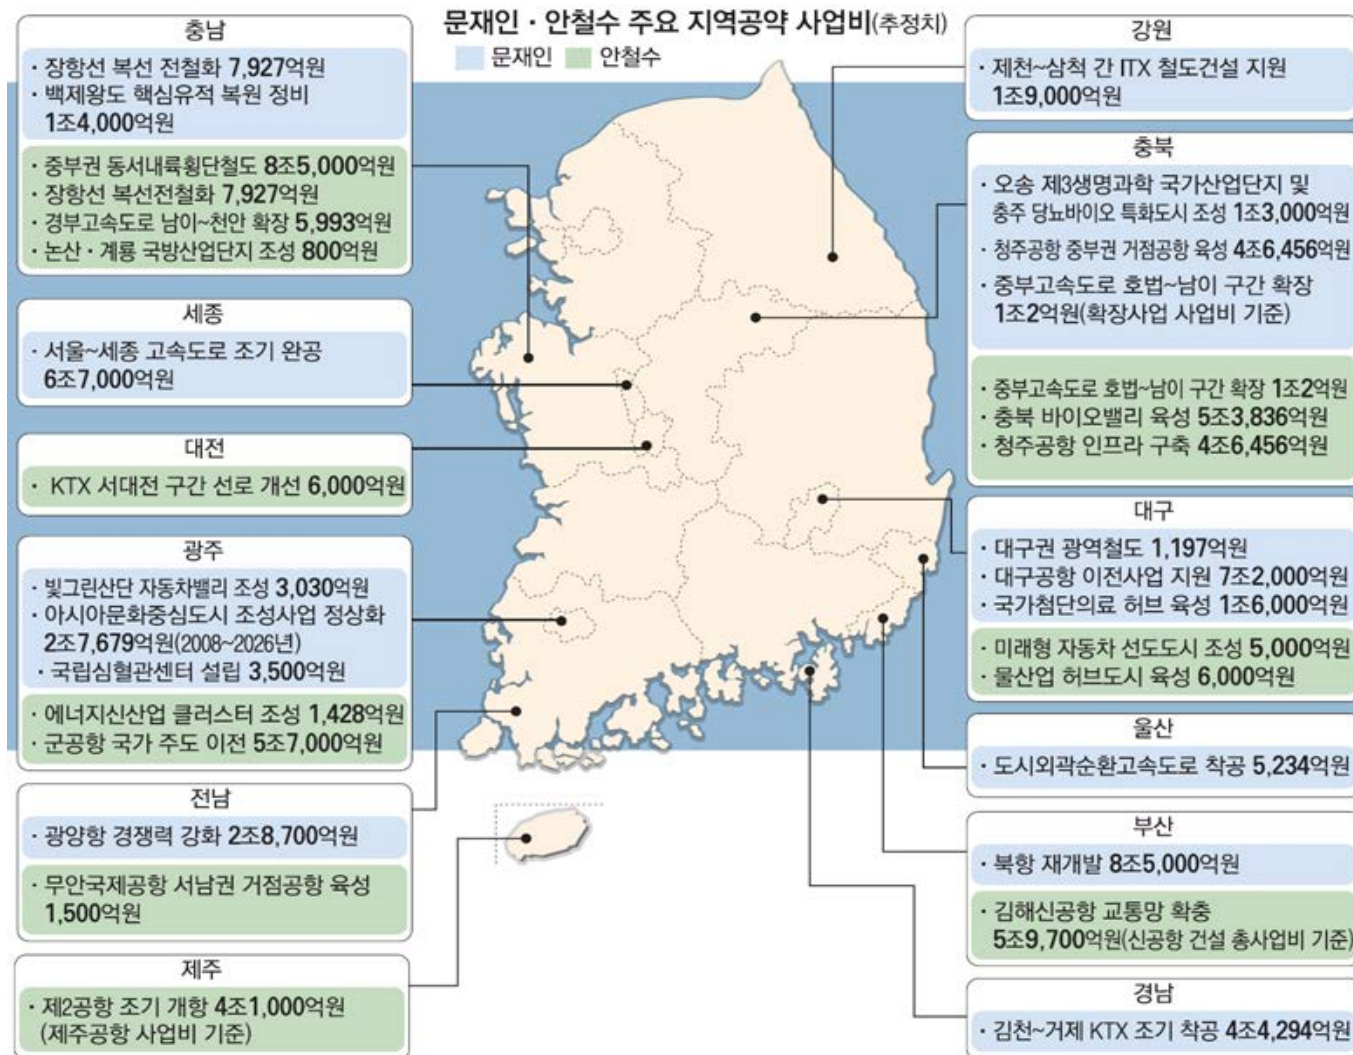 문재인 · 안철수 주요 지역공약 사업비(추정치)
문재인 안철수
충남
· 장항선 복선 전철화 7,927억원
· 백제왕도 핵심유적 복원 정비
1조4,000억원
· 중부권 동서내륙횡단철도 8조5,000억원
· 장항선 복선전철화 7,927억원
· 경부고속도로 남이~천안 확장 5,993억원
· 논산 · 계룡 국방산업단지 조성 800억원
세종
· 서울~세종 고속도로 조기 완공
6조7,000억원
대전
· KTX 서대전 구간 선로 개선 6,000억원
광주
· 빛그린산단 자동차밸리 조성 3,030억원
· 아시아문화중심도시 조성사업 정상화
2조7,679억원(2008~2026년)
· 국립심혈관센터 설립 3,500억원
· 에너지신산업 클러스터 조성 1,428억원
· 군공항 국가 주도 이전 5조7,000억원
전남
· 광양항 경쟁력 강화 2조8,700억원
· 무안국제공항 서남권 거점공항 육성
1,500억원
제주
· 제2공항 조기 개항 4조1,000억원
(제주공항 사업비 기준)
강원
· 제천~삼척 간 ITX 철도건설 지원
1조9,000억원
충북
· 오송 제3생명과학 국가산업단지 및
충주 당뇨바이오 특화도시 조성 1조3,000억원
· 청주공항 중부권 거점공항 육성 4조6,456억원
· 중부고속도로 호법~남이 구간 확장
1조2억원(확장사업 사업비 기준)
· 중부고속도로 호법~남이 구간 확장 1조2억원
· 충북 바이오밸리 육성 5조3,836억원
· 청주공항 인프라 구축 4조6,456억원
대구
· 대구권 광역철도 1,197억원
· 대구공항 이전사업 지원 7조2,000억원
· 국가첨단의료 허브 육성 1조6,000억원
· 미래형 자동차 선도도시 조성 5,000억원
· 물산업 허브도시 육성 6,000억원
울산
· 도시외곽순환고속도로 착공 5,234억원
부산
· 북항 재개발 8조5,000억원
· 김해신공항 교통망 확충
5조9,700억원(신공항 건설 총사업비 기준)
경남
· 김천~거제 KTX 조기 착공 4조4,294억원